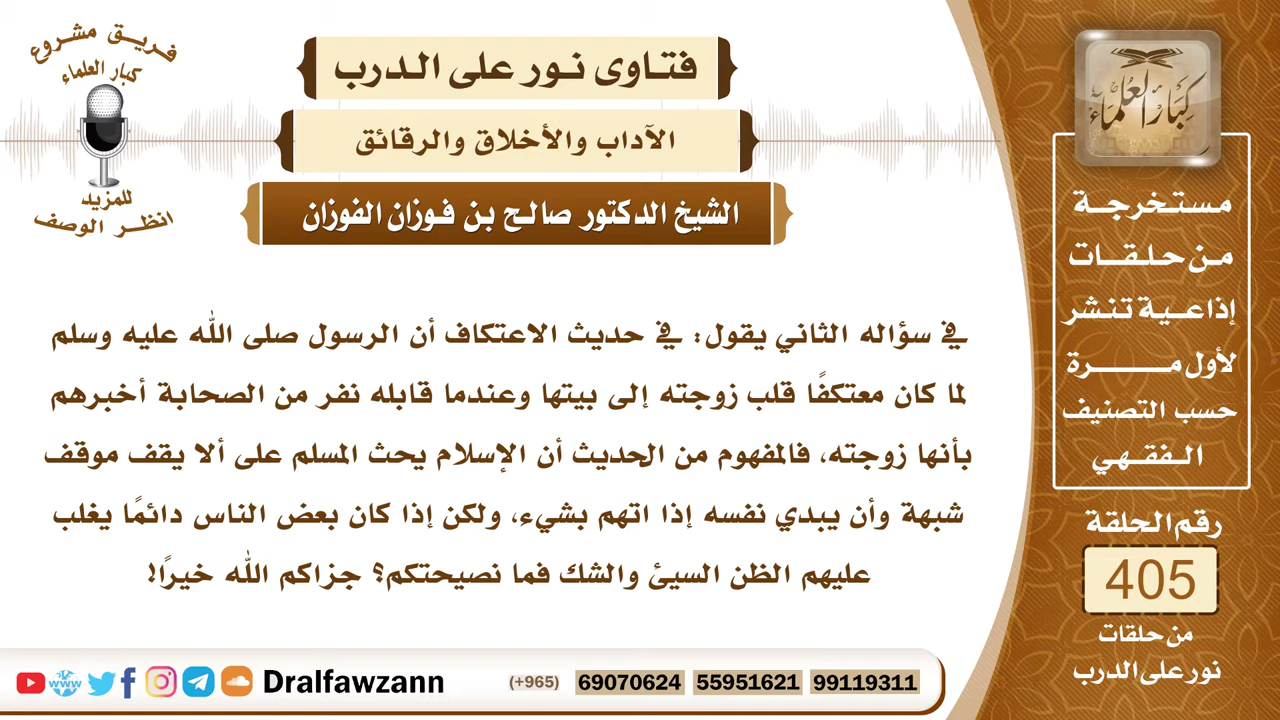 فريق مشروع
كبار العلماء
للمزيد
انظر الوصف
فتاوى نور على الدرب
الآداب والأخلاق والرقائق
الشيخ الدكتور صالح بن فوزان الفوزان
في سؤاله الثاني يقول: في حديث الاعتكاف أن الرسول صلى الله عليه وسلم
لما كان معتكفًا قلب زوجته إلى بيتها وعندما قابله نفر من الصحابة أخبرهم
بأنها زوجته، فالمفهوم من الحديث أن الإسلام يحث المسلم على ألا يقف موقف
شبهة وأن يبدي نفسه إذا اتهم بشيء، ولكن إذا كان بعض الناس دائمًا يغلب
عليهم الظن السيئ والشك فما نصيحتكم؟ جزاكم الله خيرًا!
كبار العلماء
مستخرجة
من حلقات
إذاعية تنشر
لأول مرة
حسب التصنيف
الفقهي
رقم الحلقة
405
من حلقات
نور على الدرب
www
Dralfawzann
(+965) 69070624 55951621 99119311